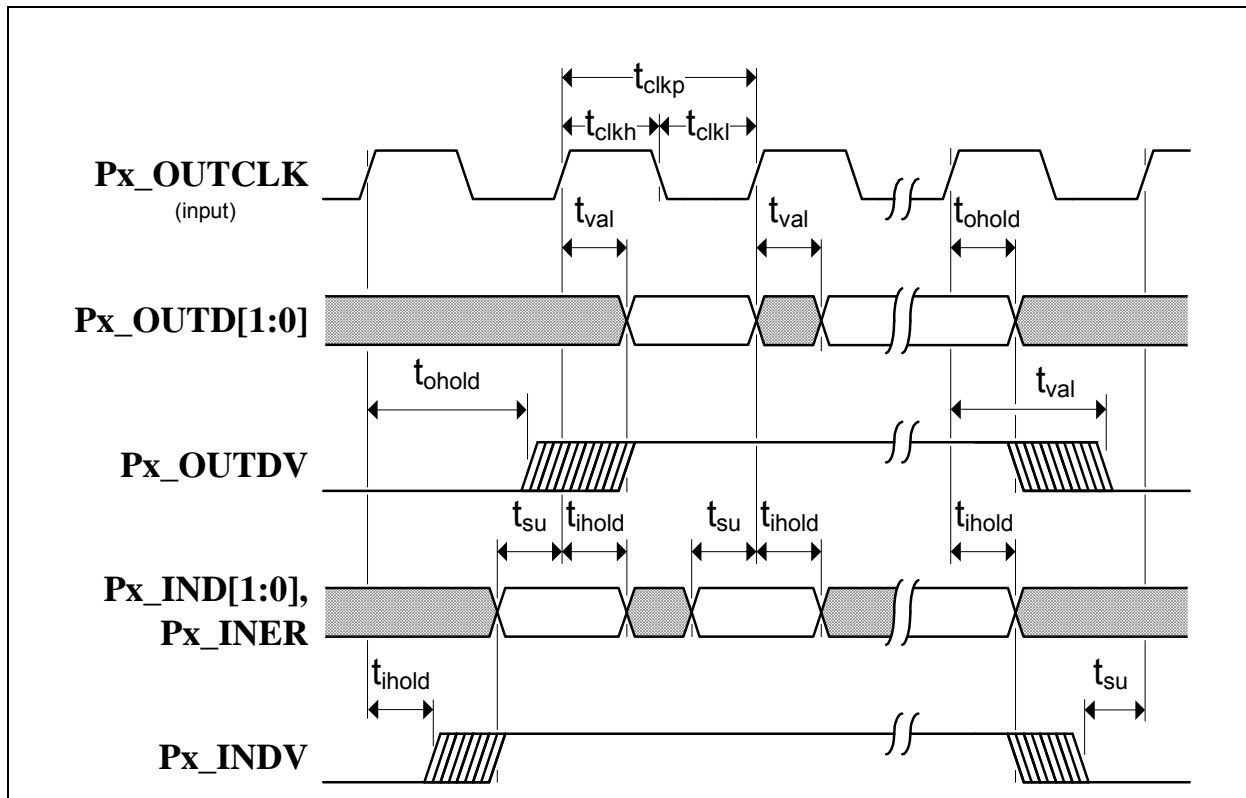 tclkp
tclkh tclkl
Px_OUTCLK
(input)
tval tval tohold
Px_OUTD[1:0]
tohold tval
Px_OUTDV
tsu tihold tsu tihold tihold
Px_IND[1:0],
Px_INER
tihold tsu
Px_INDV